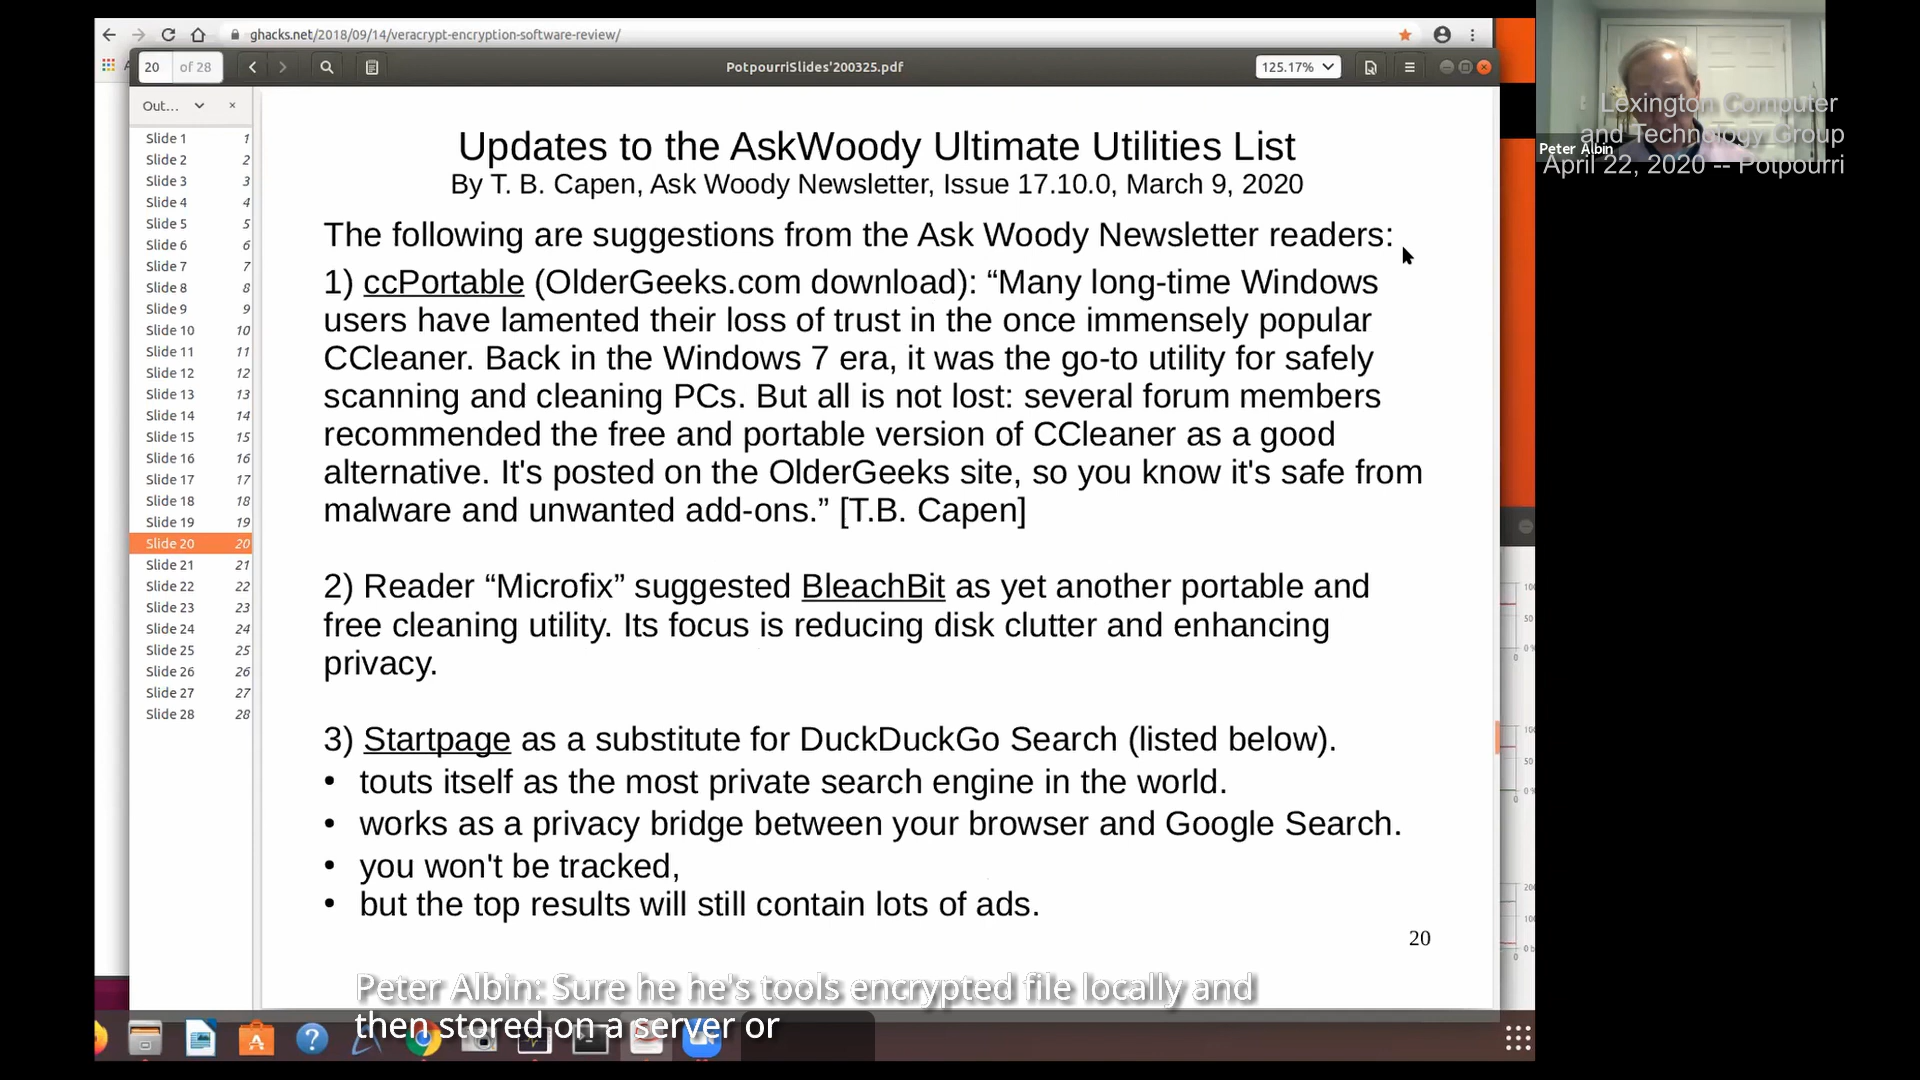 ghacks.net/2018/09/14/veracrypt-encryption-software-review/
20 of 28
PotpourriSlides'200325.pdf
125.17%
Out...
Slide 1 1
Slide 2 2
Slide 3 3
Slide 4 4
Slide 5 5
Slide 6 6
Slide 7 7
Slide 8 8
Slide 9 9
Slide 10 10
Slide 11 11
Slide 12 12
Slide 13 13
Slide 14 14
Slide 15 15
Slide 16 16
Slide 17 17
Slide 18 18
Slide 19 19
Slide 20 20
Slide 21 21
Slide 22 22
Slide 23 23
Slide 24 24
Slide 25 25
Slide 26 26
Slide 27 27
Slide 28 28
Updates to the AskWoody Ultimate Utilities List
By T. B. Capen, Ask Woody Newsletter, Issue 17.10.0, March 9, 2020
The following are suggestions from the Ask Woody Newsletter readers:
1) ccPortable (OlderGeeks.com download): “Many long-time Windows
users have lamented their loss of trust in the once immensely popular
CCleaner. Back in the Windows 7 era, it was the go-to utility for safely
scanning and cleaning PCs. But all is not lost: several forum members
recommended the free and portable version of CCleaner as a good
alternative. It's posted on the OlderGeeks site, so you know it's safe from
malware and unwanted add-ons.” [T.B. Capen]
2) Reader “Microfix” suggested BleachBit as yet another portable and
free cleaning utility. Its focus is reducing disk clutter and enhancing
privacy.
3) Startpage as a substitute for DuckDuckGo Search (listed below).
• touts itself as the most private search engine in the world.
• works as a privacy bridge between your browser and Google Search.
• you won't be tracked,
• but the top results will still contain lots of ads.
20
Peter Albin: Sure he he's tools encrypted file locally and
then stored on a server or
Lexington Computer
and Technology Group
Peter Albin
April 22, 2020 -- Potpourri